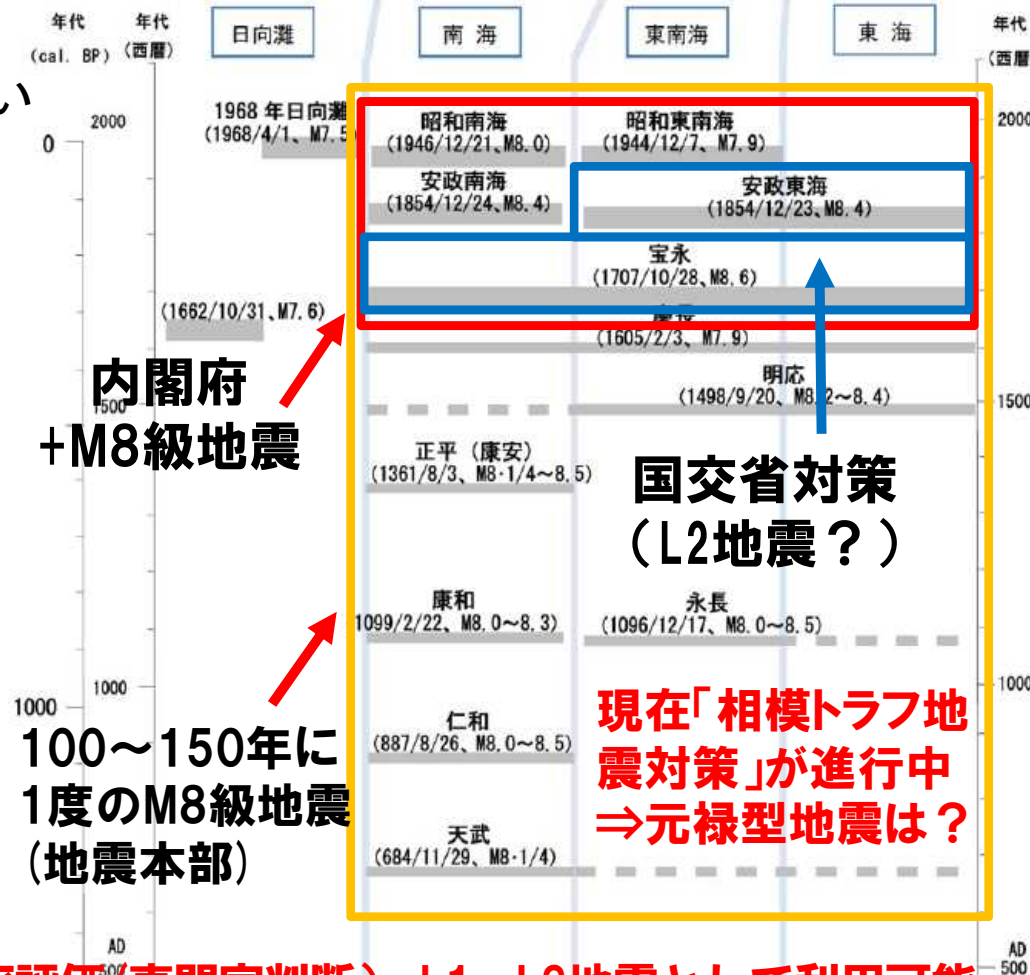 年代
(cal. BP)
年代
(西暦)
日向灘
南 海
東南海
東 海
年代
(西暦
い
0
2000
2000
1968 年日向灘
(1968/4/1、M7.5
昭和南海
(1946/12/21、M8.0)
昭和東南海
(1944/12/7、M7.9)
安政南海
(1854/12/24、M8.4)
安政東海
(1854/12/23、M8.4)
宝永
(1707/10/28、M8.6)
(1662/10/31、M7.6)
(1605/2/3、M7.9)
明応
(1498/9/20、M8.2～8.4)
内閣府
+M8級地震
1500
1500
正平（康安）
(1361/8/3、M8・1/4～8.5)
国交省対策
（L2地震？）
康和
1099/2/22、M8.0～8.3)
永長
(1096/12/17、M8.0～8.5)
1000
1000
1000
100～150年に
1度のM8級地震
(地震本部)
仁和
(887/8/26、M8.0～8.5)
現在「相模トラフ地
震対策」が進行中
⇒元禄型地震は？
天武
(684/11/29、M8・1/4)
AD
500
AD
500